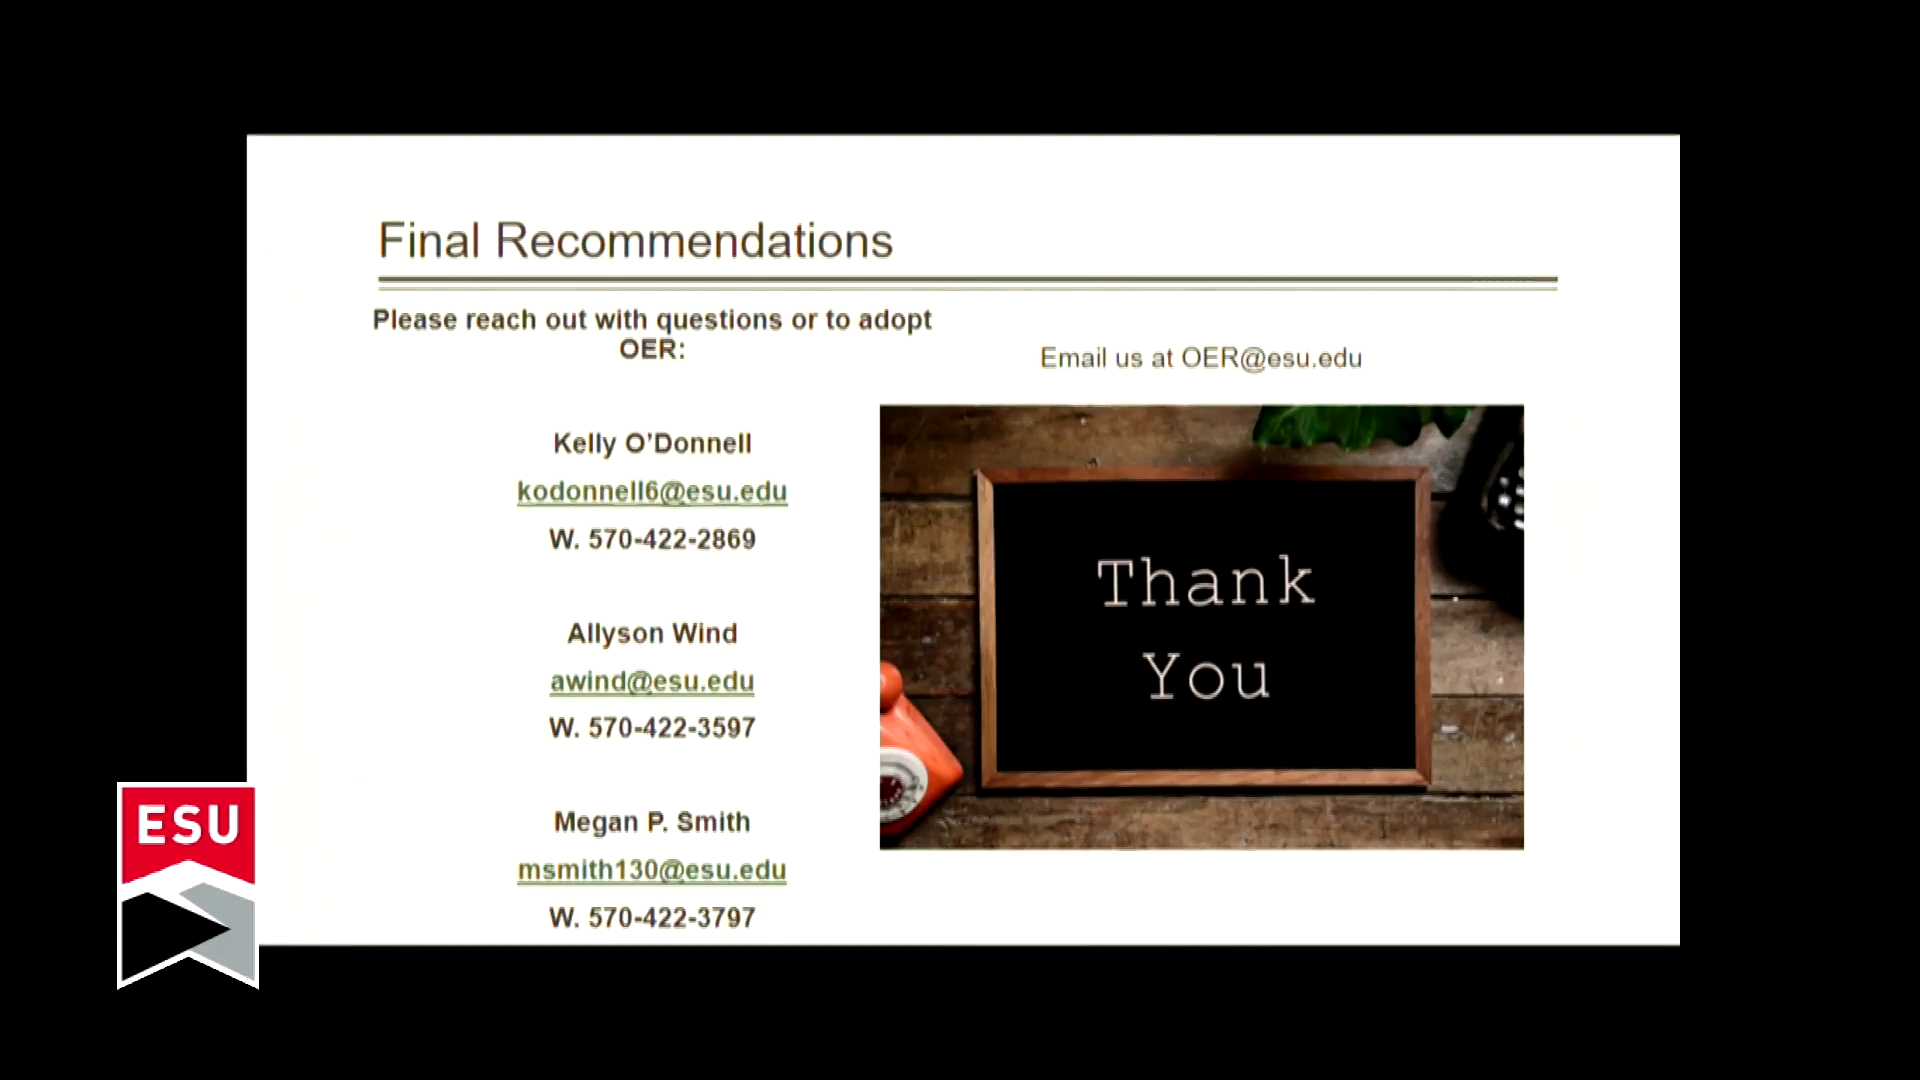 Final Recommendations
Please reach out with questions or to adopt
OER:
Kelly O’Donnell
kodonnell6@esu.edu
W. 570-422-2869
Allyson Wind
awind@esu.edu
W. 570-422-3597
Megan P. Smith
msmith130@esu.edu
W. 570-422-3797
Email us at OER@esu.edu
Thank
You
ESU